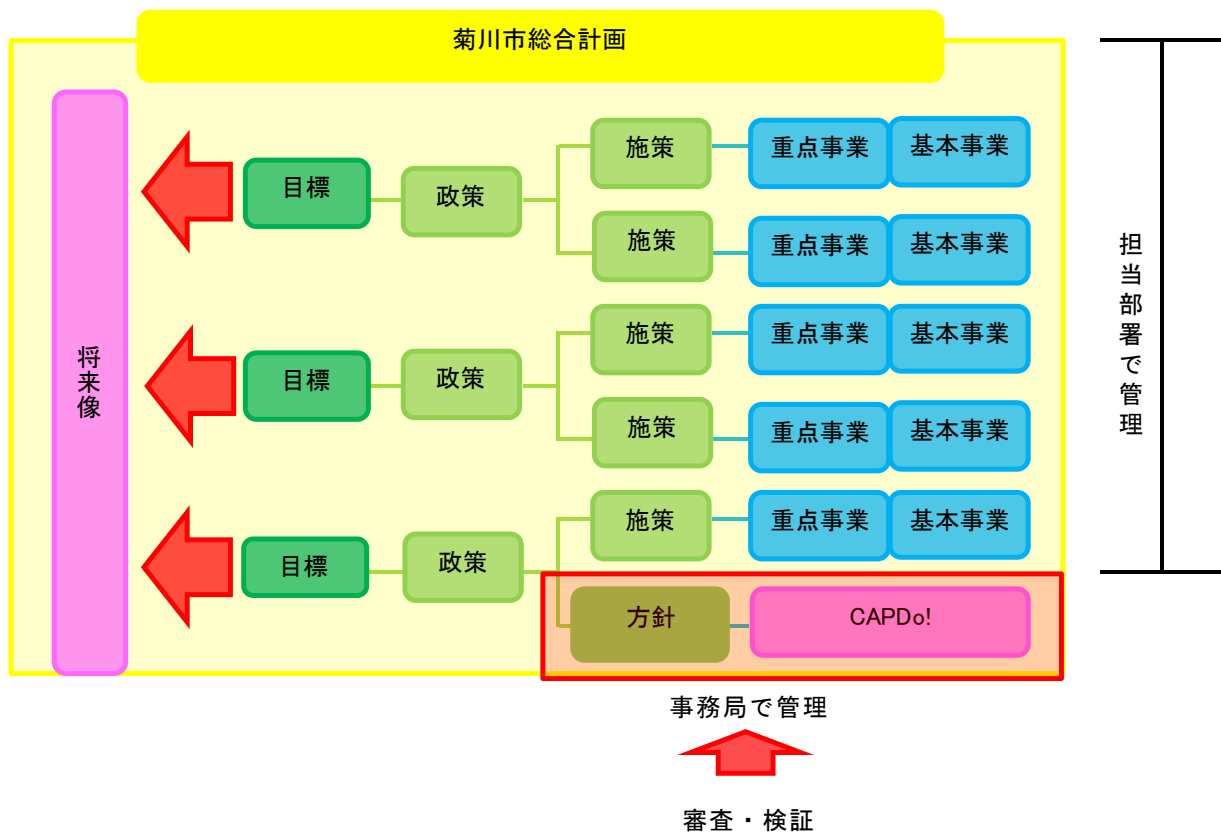 菊川市総合計画
将来像
目標
政策
施策
重点事業
基本事業
施策
重点事業
基本事業
目標
政策
施策
重点事業
基本事業
施策
重点事業
基本事業
目標
政策
施策
重点事業
基本事業
方針
CAPDo!
担当部署で管理
事務局で管理
審査・検証